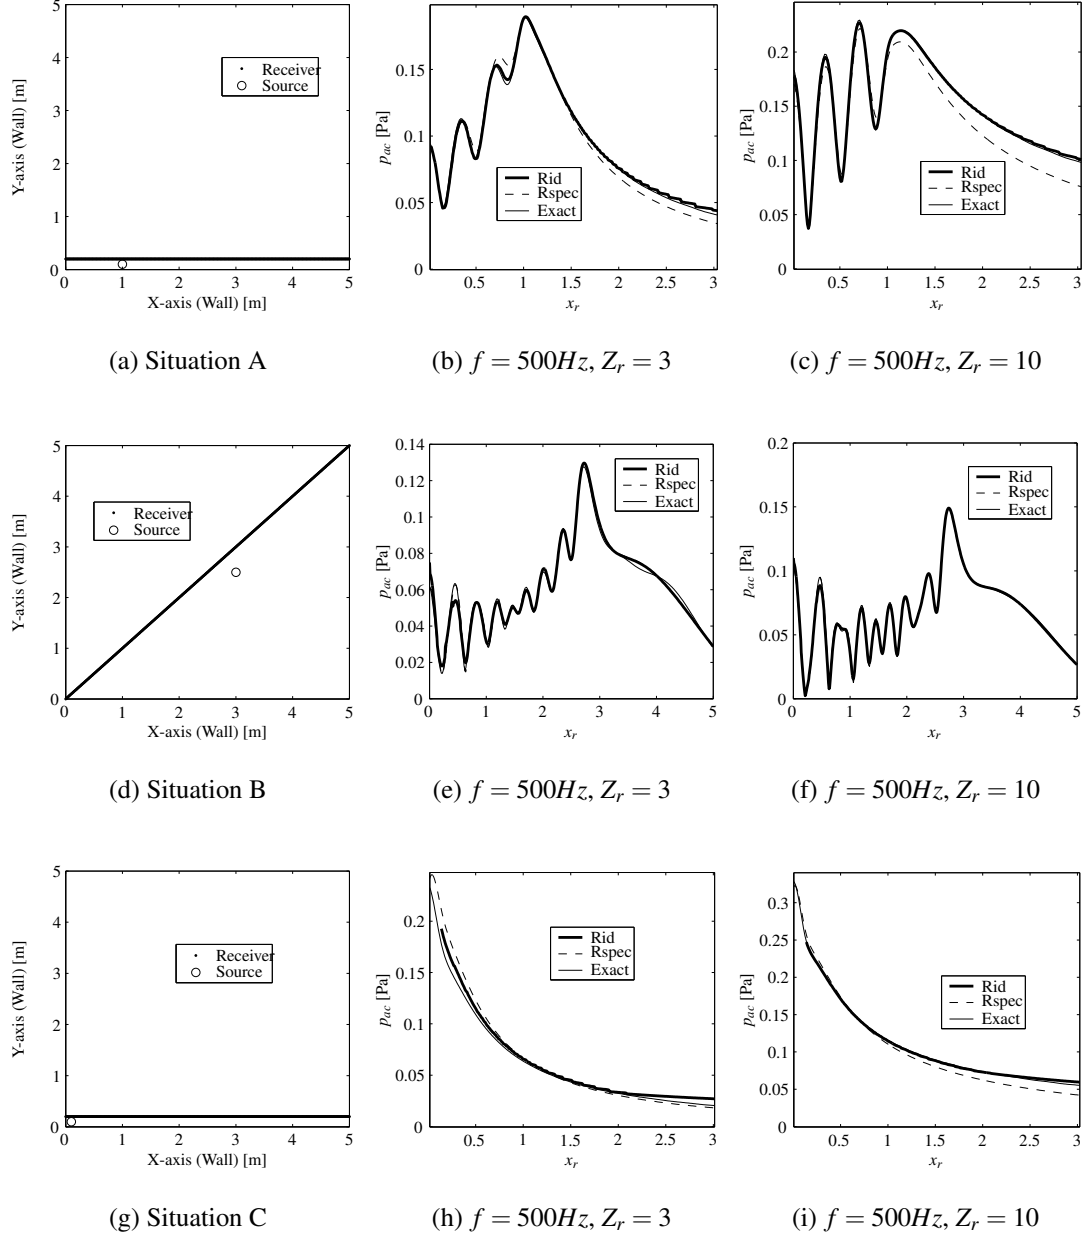 5
4
3
2
1
0
0 1 2 3 4 5
Y-axis (Wall) [m]
X-axis (Wall) [m]
Receiver
Source
0.15
0.1
0.05
0
0.5 1 1.5 2 2.5 3
p_ac [Pa]
x_r
Rid
Rspec
Exact
0.2
0.15
0.1
0.05
0
0.5 1 1.5 2 2.5 3
p_ac [Pa]
x_r
Rid
Rspec
Exact
(a) Situation A
(b) f = 500Hz, Z_r = 3
(c) f = 500Hz, Z_r = 10
5
4
3
2
1
0
0 1 2 3 4 5
Y-axis (Wall) [m]
X-axis (Wall) [m]
Receiver
Source
0.14
0.12
0.1
0.08
0.06
0.04
0.02
0
0 1 2 3 4 5
p_ac [Pa]
x_r
Rid
Rspec
Exact
0.2
0.15
0.1
0.05
0
0 1 2 3 4 5
p_ac [Pa]
x_r
Rid
Rspec
Exact
(d) Situation B
(e) f = 500Hz, Z_r = 3
(f) f = 500Hz, Z_r = 10
5
4
3
2
1
0
0 1 2 3 4 5
Y-axis (Wall) [m]
X-axis (Wall) [m]
Receiver
Source
0.2
0.15
0.1
0.05
0
0.5 1 1.5 2 2.5 3
p_ac [Pa]
x_r
Rid
Rspec
Exact
0.3
0.25
0.2
0.15
0.1
0.05
0
0.5 1 1.5 2 2.5 3
p_ac [Pa]
x_r
Rid
Rspec
Exact
(g) Situation C
(h) f = 500Hz, Z_r = 3
(i) f = 500Hz, Z_r = 10